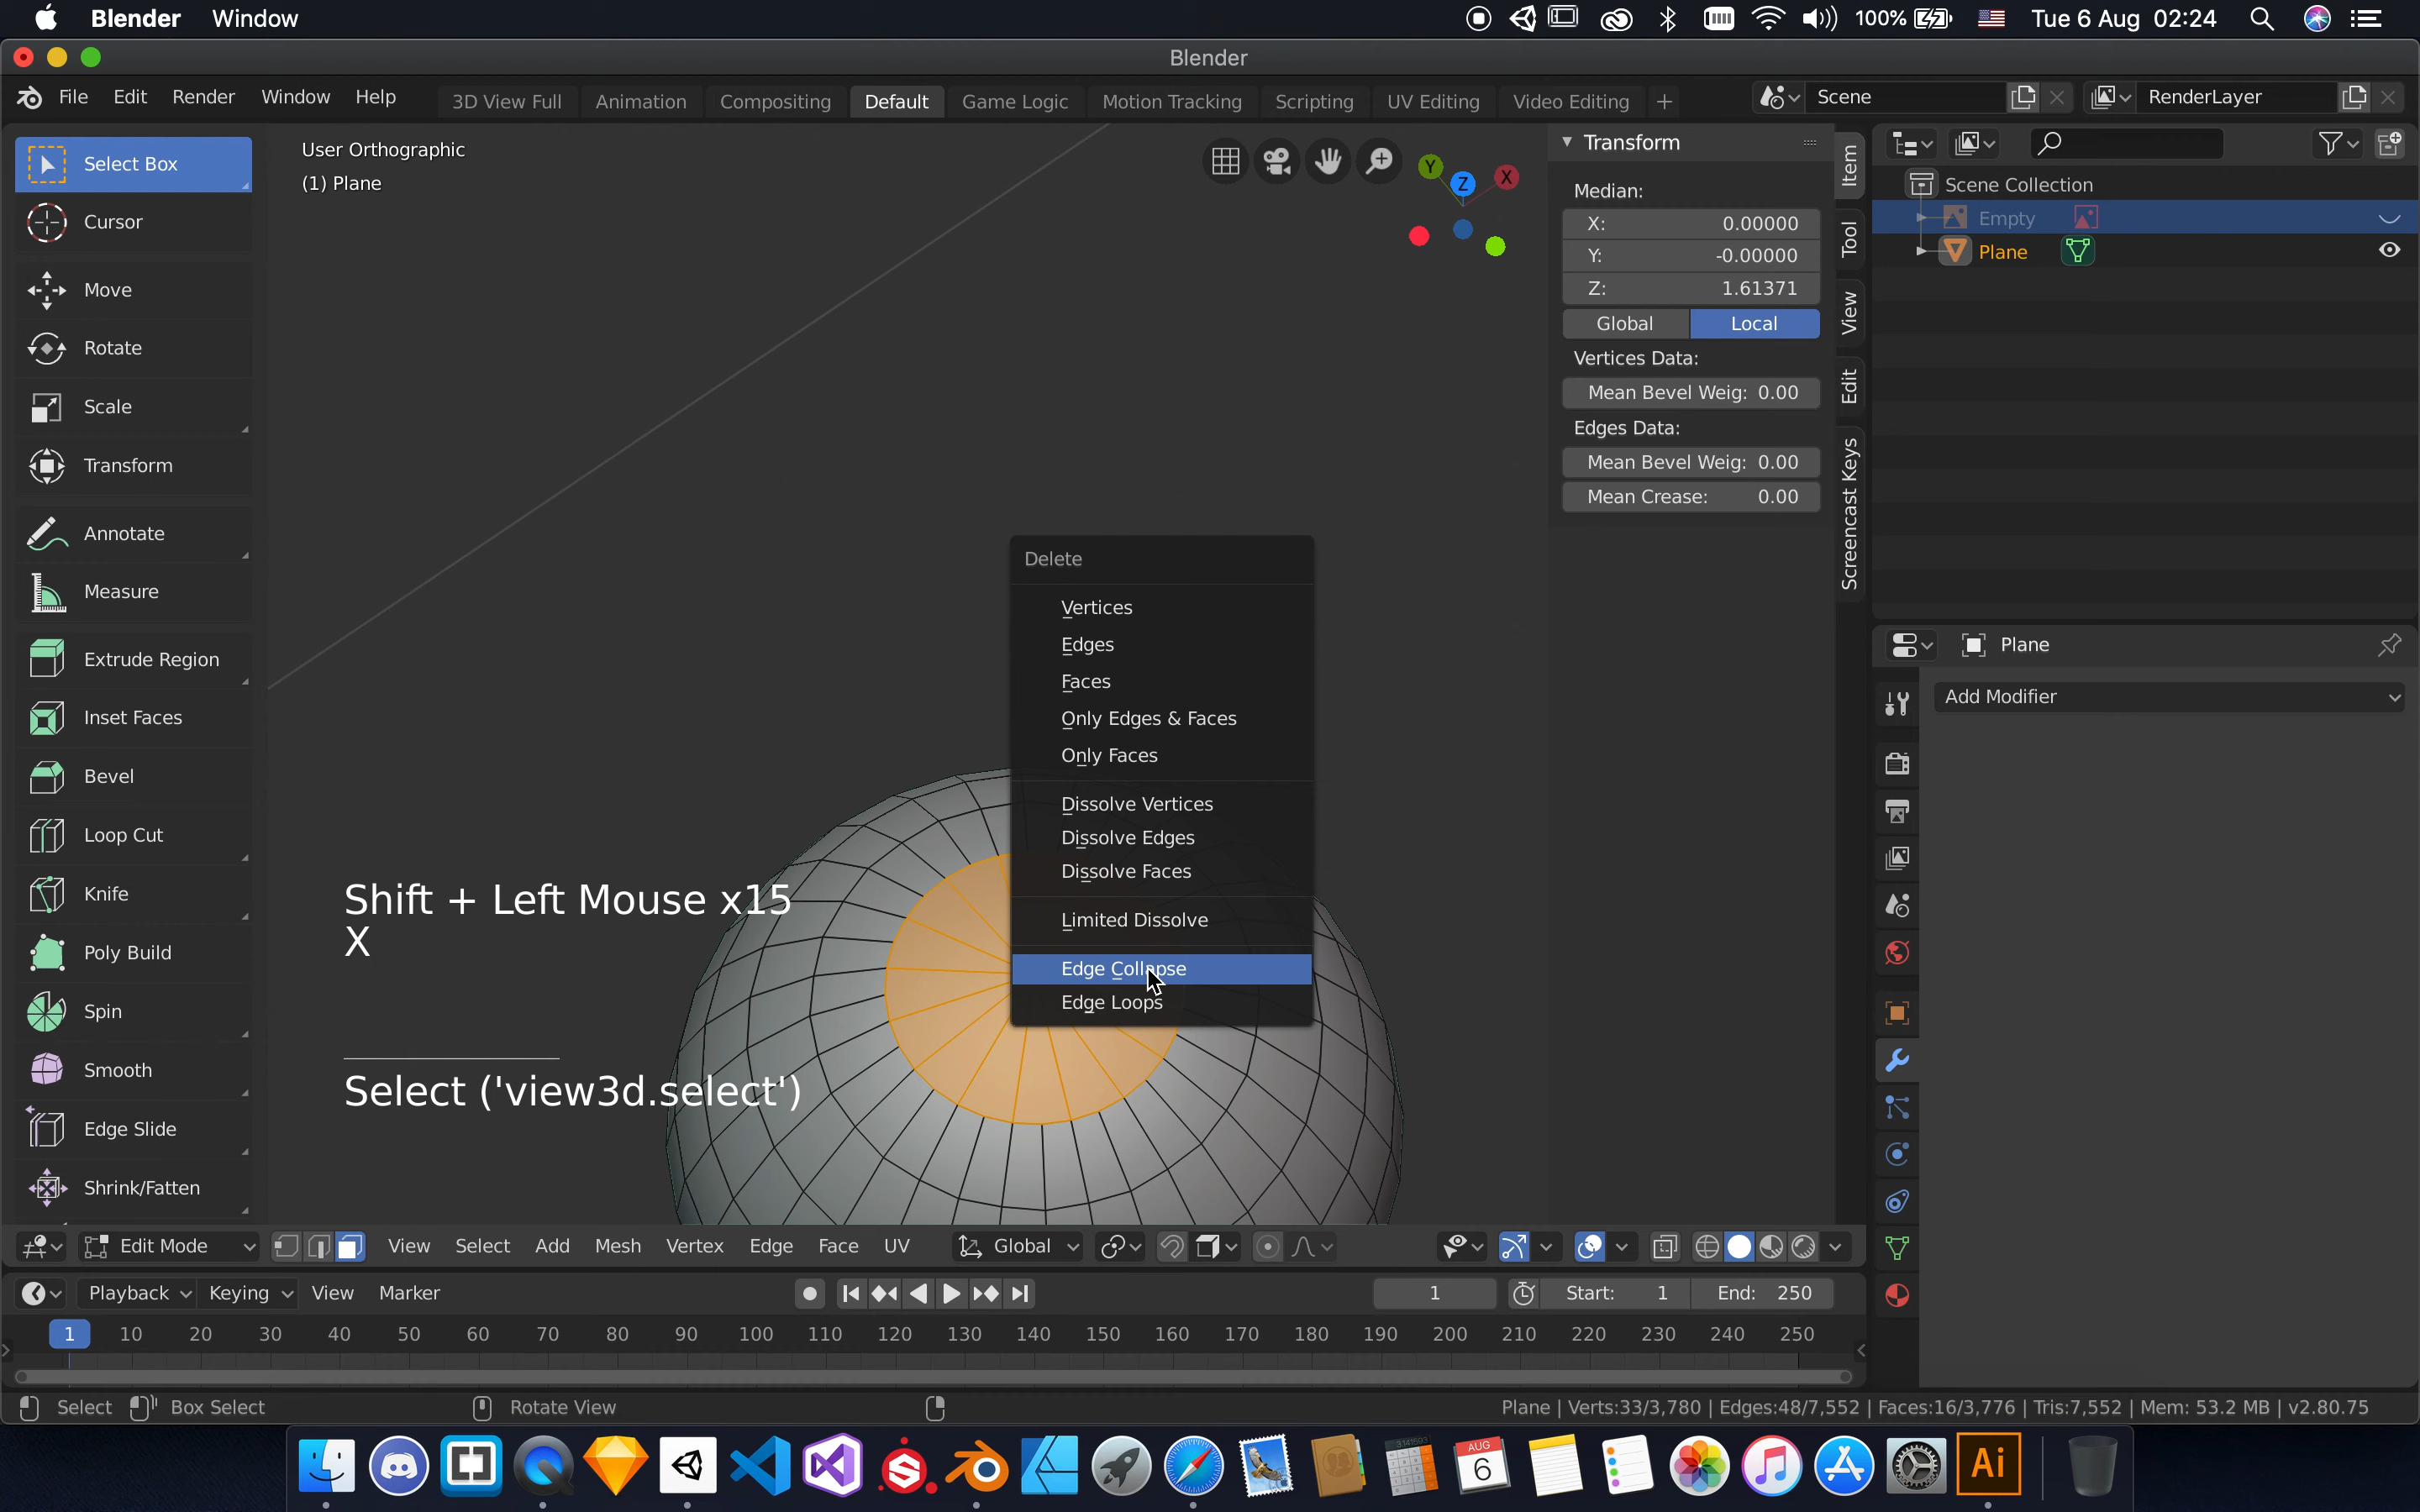 Blender Window 100% Tue 6 Aug 02:24
Blender
File Edit Render Window Help 3D View Full Animation Compositing Default Game Logic Motion Tracking Scripting UV Editing Video Editing Scene RenderLayer
Select Box
Cursor
Move
Rotate
Scale
Transform
Annotate
Measure
Extrude Region
Inset Faces
Bevel
Loop Cut
Knife
Poly Build
Spin
Smooth
Edge Slide
Shrink/Fatten
User Orthographic
(1) Plane
Y Z X
Shift + Left Mouse x15
X
Select ('view3d.select')
Delete
Vertices
Edges
Faces
Only Edges & Faces
Only Faces
Dissolve Vertices
Dissolve Edges
Dissolve Faces
Limited Dissolve
Edge Collapse
Edge Loops
Transform
Median:
X: 0.00000
Y: -0.00000
Z: 1.61371
Global Local
Vertices Data:
Mean Bevel Weig: 0.00
Edges Data:
Mean Bevel Weig: 0.00
Mean Crease: 0.00
Item
Tool
View
Edit
Screencast Keys
Scene Collection
Empty
Plane
Plane
Add Modifier
Edit Mode View Select Add Mesh Vertex Edge Face UV Global
Playback Keying View Marker 1 Start: 1 End: 250
1 10 20 30 40 50 60 70 80 90 100 110 120 130 140 150 160 170 180 190 200 210 220 230 240 250
Select Box Select Rotate View Plane | Verts:33/3,780 | Edges:48/7,552 | Faces:16/3,776 | Tris:7,552 | Mem: 53.2 MB | v2.80.75
AUG
6
Ai